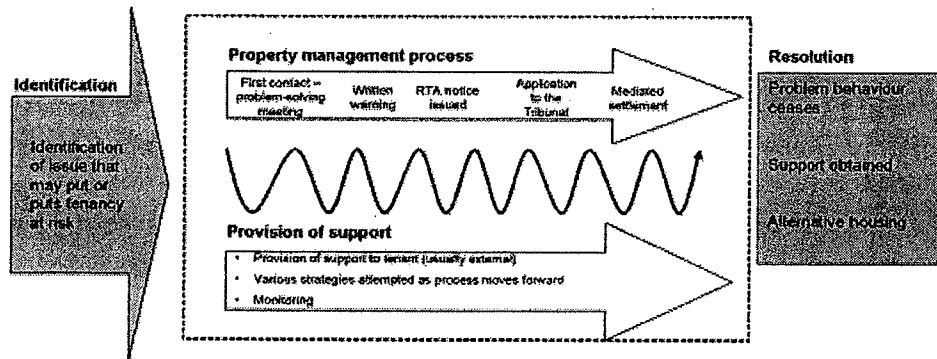 Identification
Identification
of issue that
may put or
puts tenancy
at risk
Property management process
First contact –
problem-solving
meeting
Written
warning
RTA notice
issued
Application
to the
Tribunal
Mediated
settlement
Provision of support
• Provision of support to tenant (usually external)
• Various strategies attempted as process moves forward
• Monitoring
Resolution
Problem behaviour
ceases
Support obtained
Alternative housing